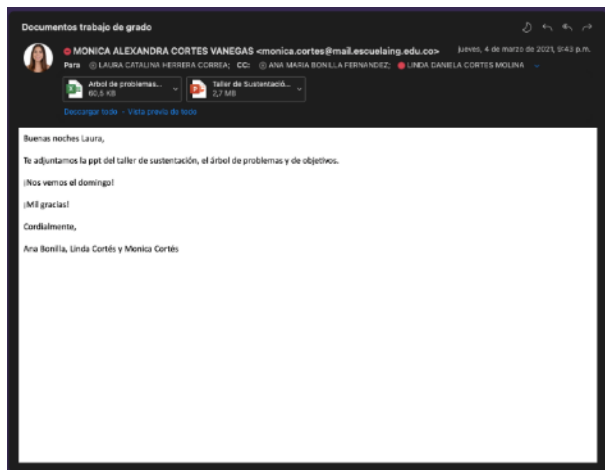 Documentos trabajo de grado
MONICA ALEXANDRA CORTES VANEGAS <monica.cortes@mail.escuelaing.edu.co>
jueves, 4 de marzo de 2021, 9:43 p.m.
Para LAURA CATALINA HERRERA CORREA; CC: ANA MARIA BONILLA FERNANDEZ; LINDA DANIELA CORTES MOLINA
Arbol de problemas...
60,5 KB
Taller de Sustentació...
2,7 MB
Descargar todo · Vista previa de todo
Buenas noches Laura,
Te adjuntamos la ppt del taller de sustentación, el árbol de problemas y de objetivos.
¡Nos vemos el domingo!
¡Mil gracias!
Cordialmente,
Ana Bonilla, Linda Cortés y Monica Cortés